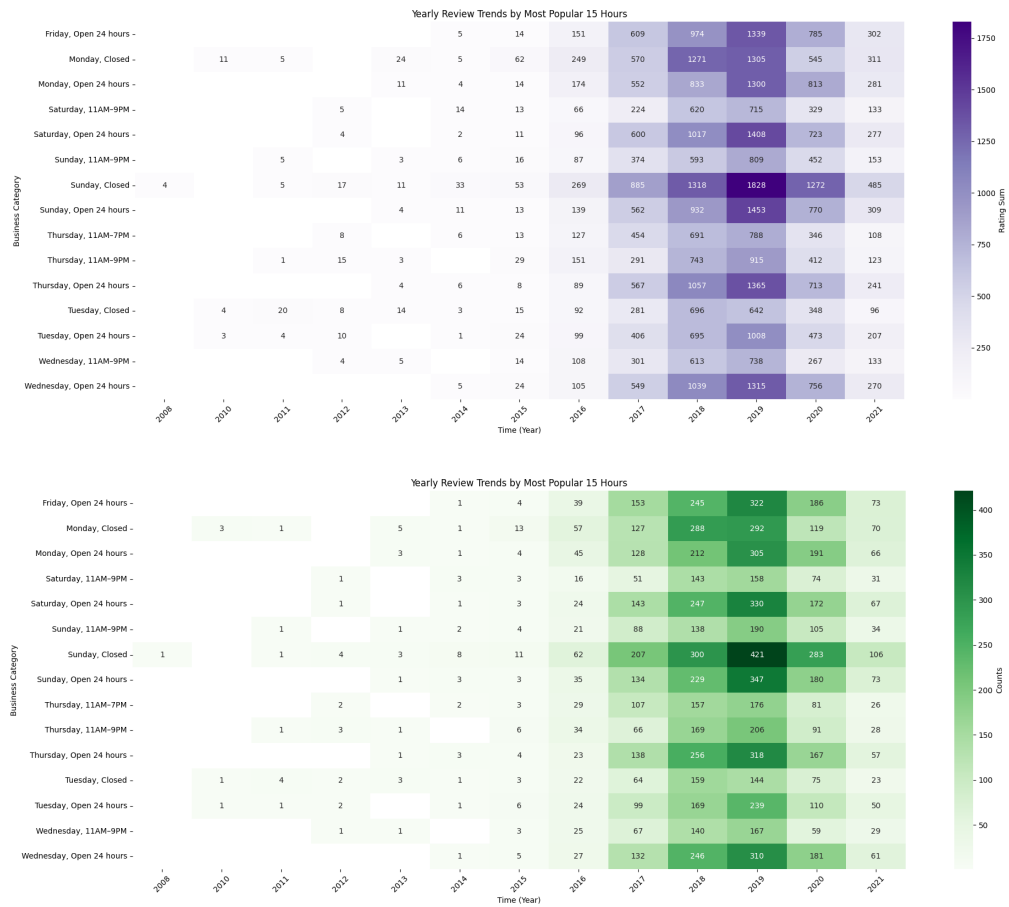 Yearly Review Trends by Most Popular 15 Hours
Friday, Open 24 hours 5 14 151 609 974 1339 785 302
Monday, Closed 11 5 24 5 62 249 570 1271 1305 545 311
Monday, Open 24 hours 11 4 14 174 552 833 1300 813 281
Saturday, 11AM–9PM 5 14 13 66 224 620 715 329 133
Saturday, Open 24 hours 4 2 11 96 600 1017 1408 723 277
Sunday, 11AM–9PM 5 3 6 16 87 374 593 809 452 153
Sunday, Closed 4 5 17 11 33 53 269 885 1318 1828 1272 485
Sunday, Open 24 hours 4 11 13 139 562 932 1453 770 309
Thursday, 11AM–7PM 8 6 13 127 454 691 788 346 108
Thursday, 11AM–9PM 1 15 3 29 151 291 743 915 412 123
Thursday, Open 24 hours 4 6 8 89 567 1057 1365 713 241
Tuesday, Closed 4 20 8 14 3 15 92 281 696 642 348 96
Tuesday, Open 24 hours 3 4 10 1 24 99 406 695 1008 473 207
Wednesday, 11AM–9PM 4 5 14 108 301 613 738 267 133
Wednesday, Open 24 hours 5 24 105 549 1039 1315 756 270
Business Category
2008 2010 2011 2012 2013 2014 2015 2016 2017 2018 2019 2020 2021
Time (Year)
1750
1500
1250
1000
750
500
250
Rating Sum
Yearly Review Trends by Most Popular 15 Hours
Friday, Open 24 hours 1 4 39 153 245 322 186 73
Monday, Closed 3 1 5 1 13 57 127 288 292 119 70
Monday, Open 24 hours 3 1 4 45 128 212 305 191 66
Saturday, 11AM–9PM 1 3 3 16 51 143 158 74 31
Saturday, Open 24 hours 1 1 3 24 143 247 330 172 67
Sunday, 11AM–9PM 1 1 2 4 21 88 138 190 105 34
Sunday, Closed 1 1 4 3 8 11 62 207 300 421 283 106
Sunday, Open 24 hours 1 3 3 35 134 229 347 180 73
Thursday, 11AM–7PM 2 2 3 29 107 157 176 81 26
Thursday, 11AM–9PM 1 3 1 6 34 66 169 206 91 28
Thursday, Open 24 hours 1 3 4 23 138 256 318 167 57
Tuesday, Closed 1 4 2 3 1 3 22 64 159 144 75 23
Tuesday, Open 24 hours 1 1 2 1 6 24 99 169 239 110 50
Wednesday, 11AM–9PM 1 1 3 25 67 140 167 59 29
Wednesday, Open 24 hours 1 5 27 132 246 310 181 61
Business Category
2008 2010 2011 2012 2013 2014 2015 2016 2017 2018 2019 2020 2021
Time (Year)
400
350
300
250
200
150
100
50
Counts